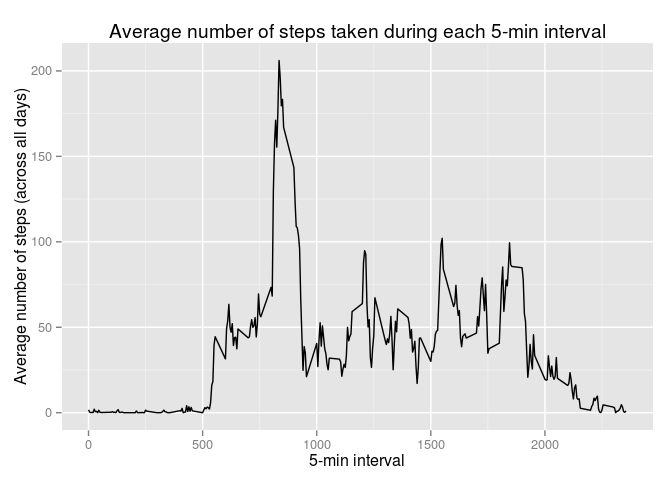 Average number of steps taken during each 5-min interval
Average number of steps (across all days)
200
150
100
50
0
0 500 1000 1500 2000
5-min interval